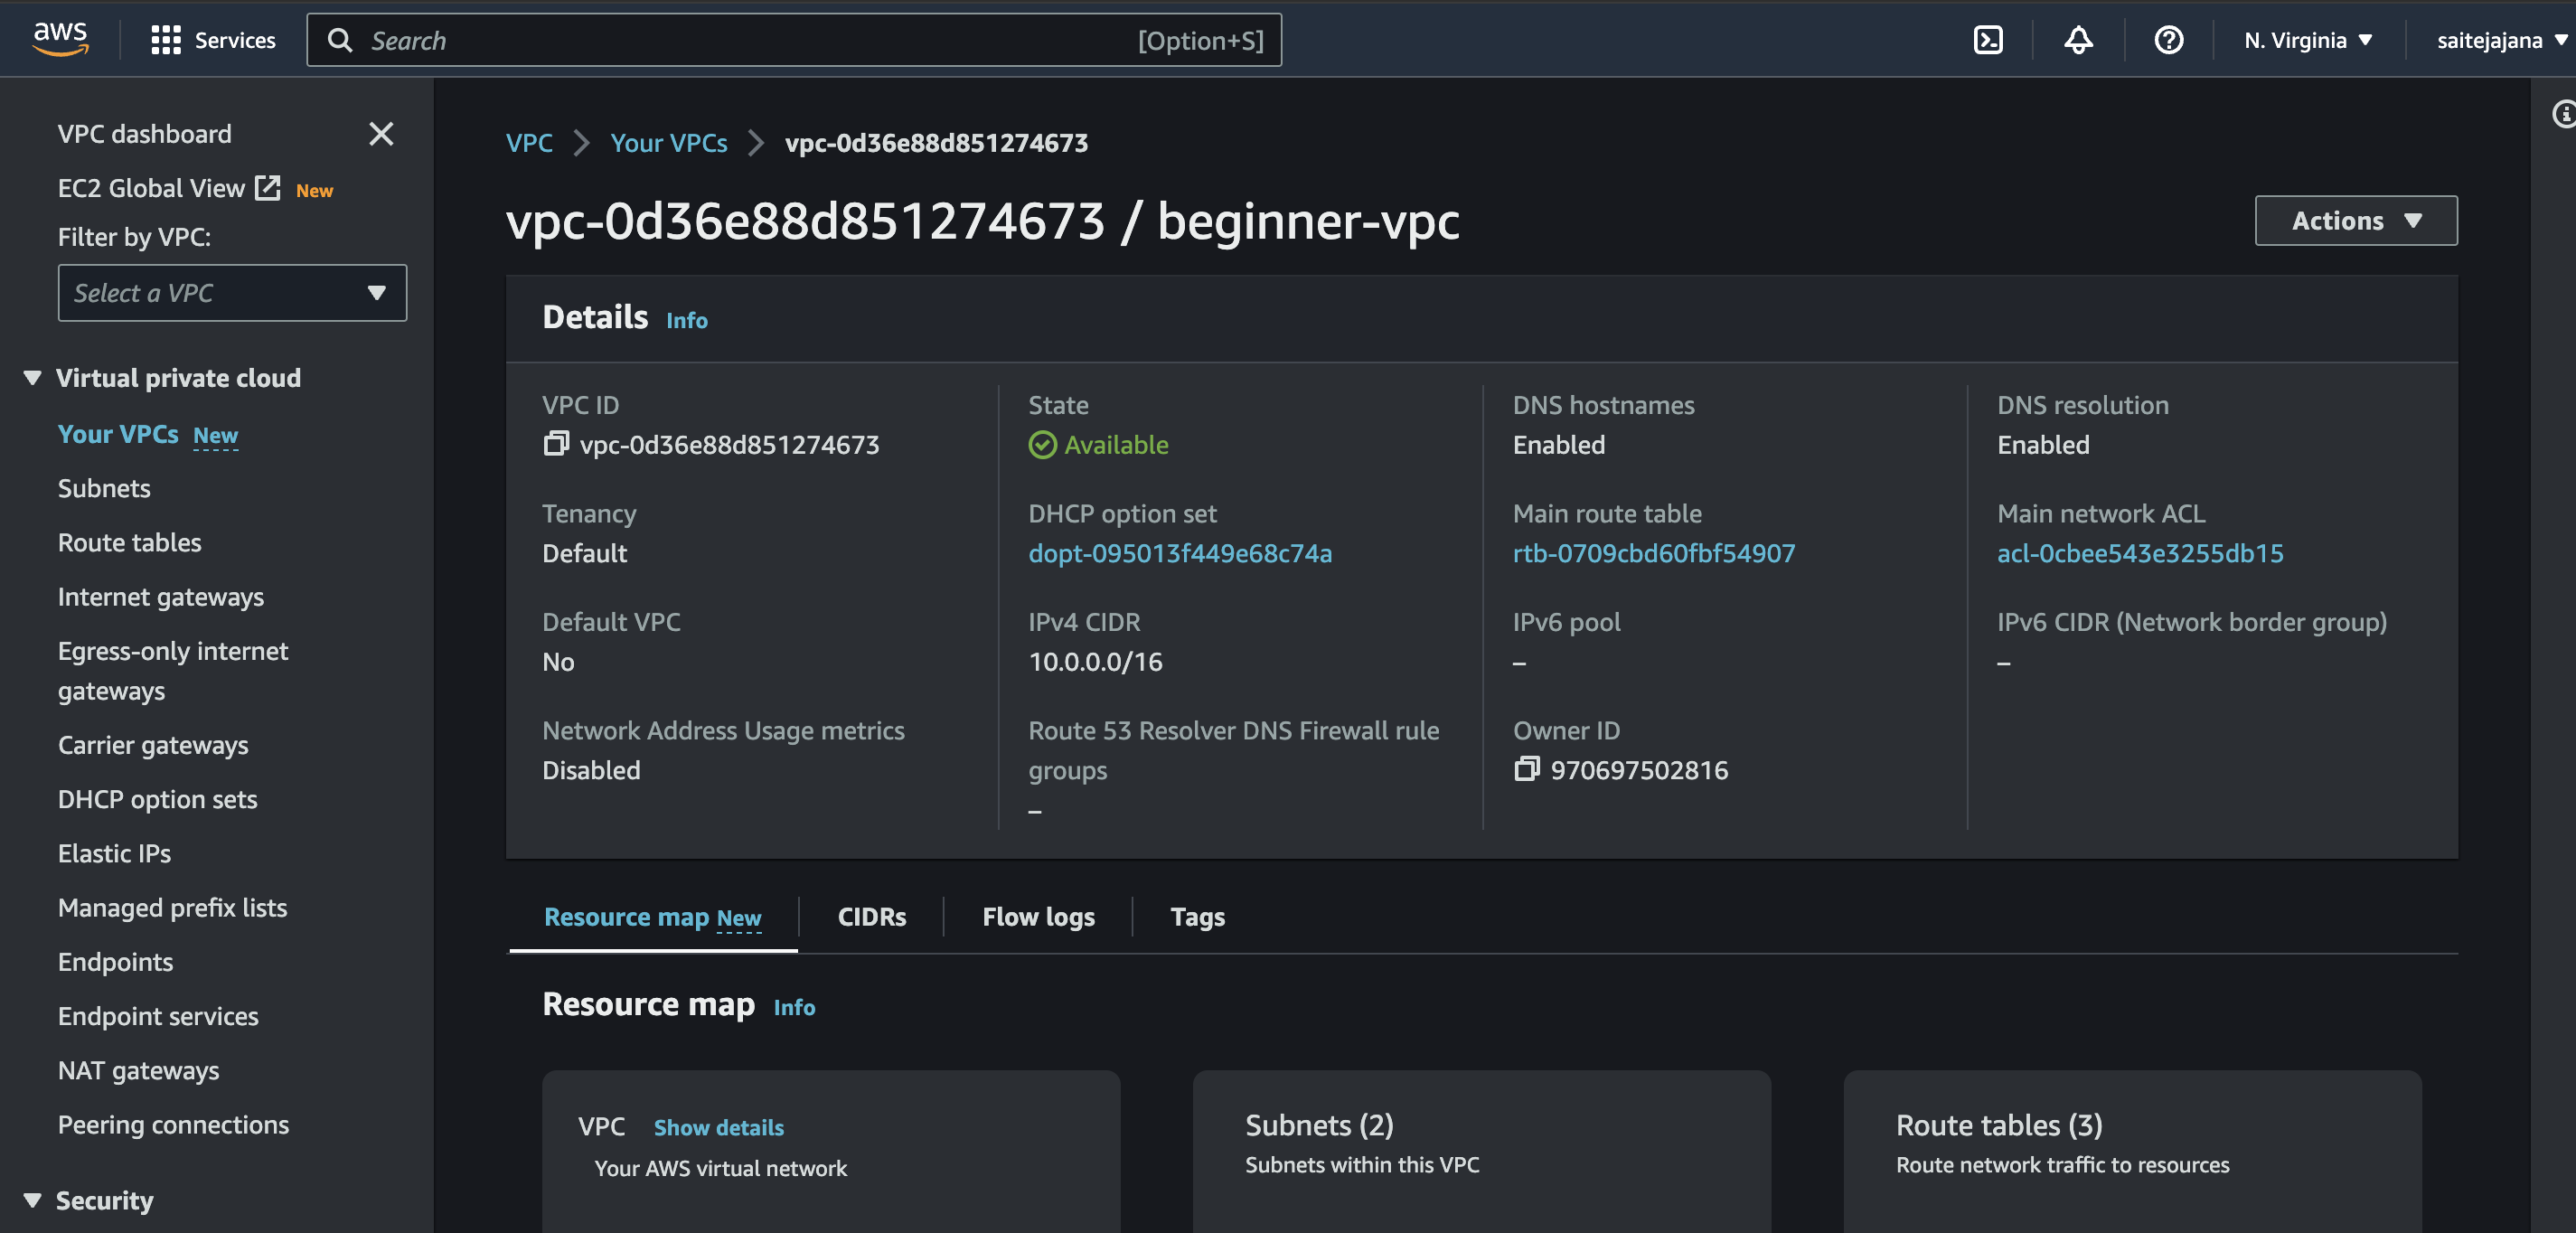 aws
Services
Search
[Option+S]
N. Virginia
saitejajana
VPC dashboard
EC2 Global View New
Filter by VPC:
Select a VPC
Virtual private cloud
Your VPCs New
Subnets
Route tables
Internet gateways
Egress-only internet
gateways
Carrier gateways
DHCP option sets
Elastic IPs
Managed prefix lists
Endpoints
Endpoint services
NAT gateways
Peering connections
Security
VPC
Your VPCs
vpc-0d36e88d851274673
vpc-0d36e88d851274673 / beginner-vpc
Actions
Details Info
VPC ID
vpc-0d36e88d851274673
State
Available
DNS hostnames
Enabled
DNS resolution
Enabled
Tenancy
Default
DHCP option set
dopt-095013f449e68c74a
Main route table
rtb-0709cbd60fbf54907
Main network ACL
acl-0cbee543e3255db15
Default VPC
No
IPv4 CIDR
10.0.0.0/16
IPv6 pool
–
IPv6 CIDR (Network border group)
–
Network Address Usage metrics
Disabled
Route 53 Resolver DNS Firewall rule
groups
–
Owner ID
970697502816
Resource map New
CIDRs
Flow logs
Tags
Resource map Info
VPC Show details
Your AWS virtual network
Subnets (2)
Subnets within this VPC
Route tables (3)
Route network traffic to resources